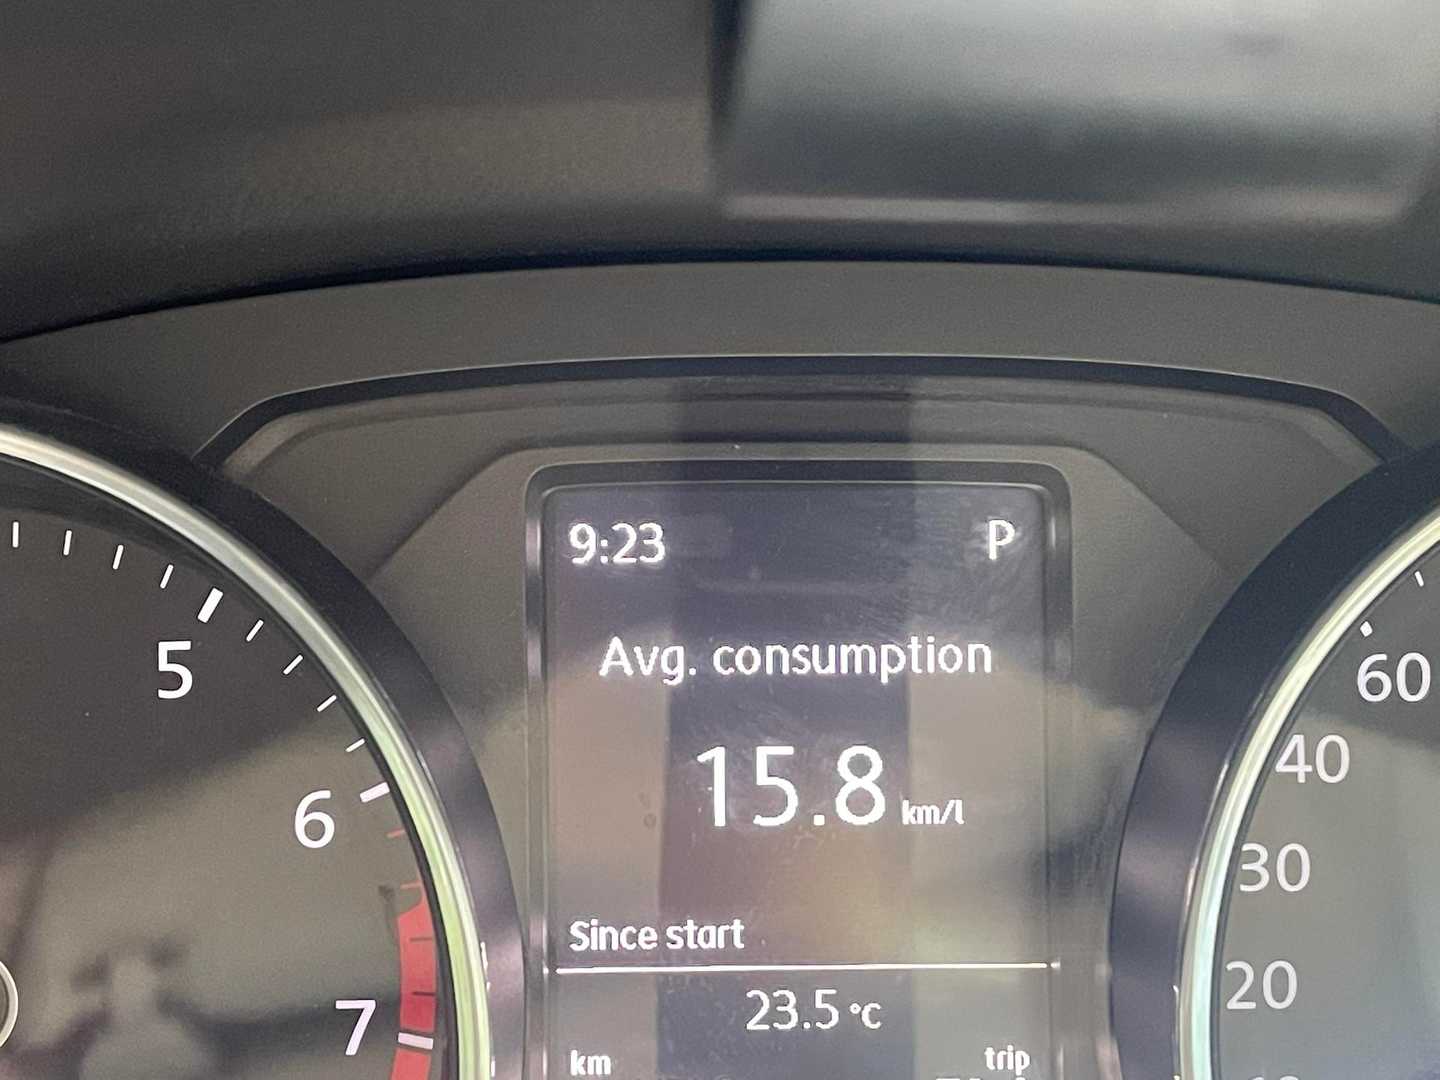 9:23 P
Avg. consumption
15.8 km/l
Since start
23.5 °C
km trip
5
6
7
60
40
30
20